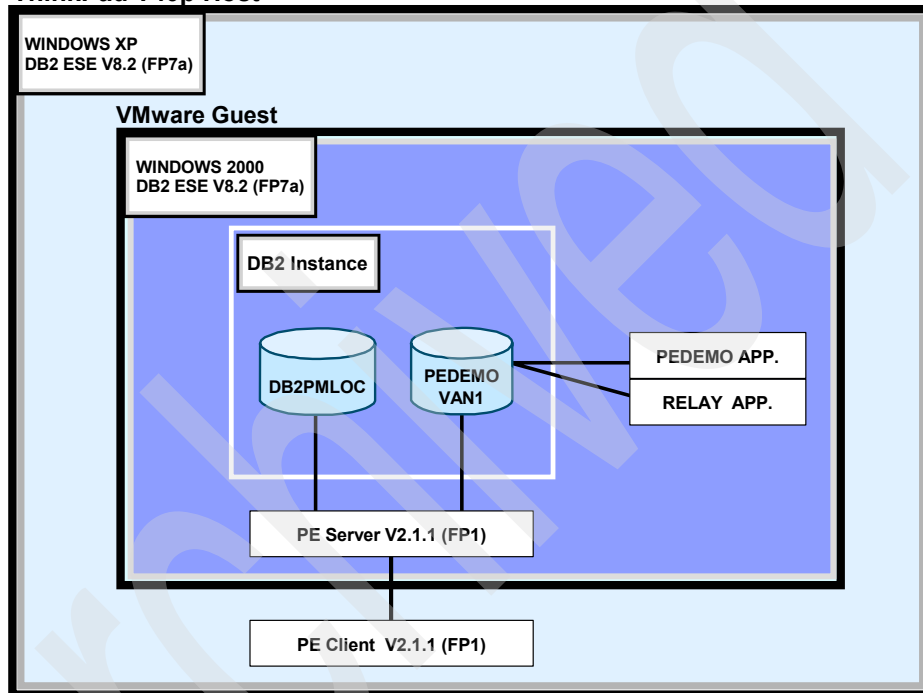 WINDOWS XP
DB2 ESE V8.2 (FP7a)
VMware Guest
WINDOWS 2000
DB2 ESE V8.2 (FP7a)
DB2 Instance
DB2PMLOC
PEDEMO
VAN1
PEDEMO APP.
RELAY APP.
PE Server V2.1.1 (FP1)
PE Client V2.1.1 (FP1)